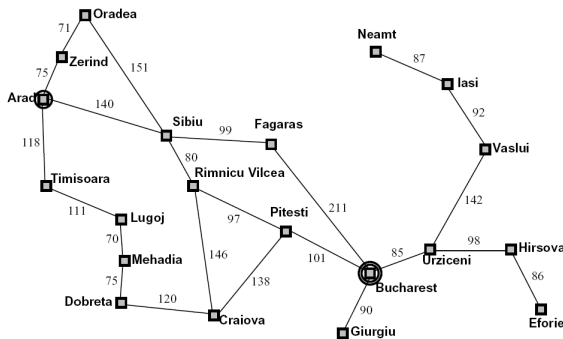 Oradea
71
Neamt
Zerind
87
151
75
Iasi
Arad
140
92
Sibiu
99
Fagaras
118
Vaslui
80
Timisoara
Rimnicu Vilcea
111
211
142
Lugoj
97
Pitesti
70
98
Hirsova
146
101
85
Urziceni
Mehadia
138
86
75
Bucharest
120
90
Dobreta
Eforie
Craiova
Giurgiu